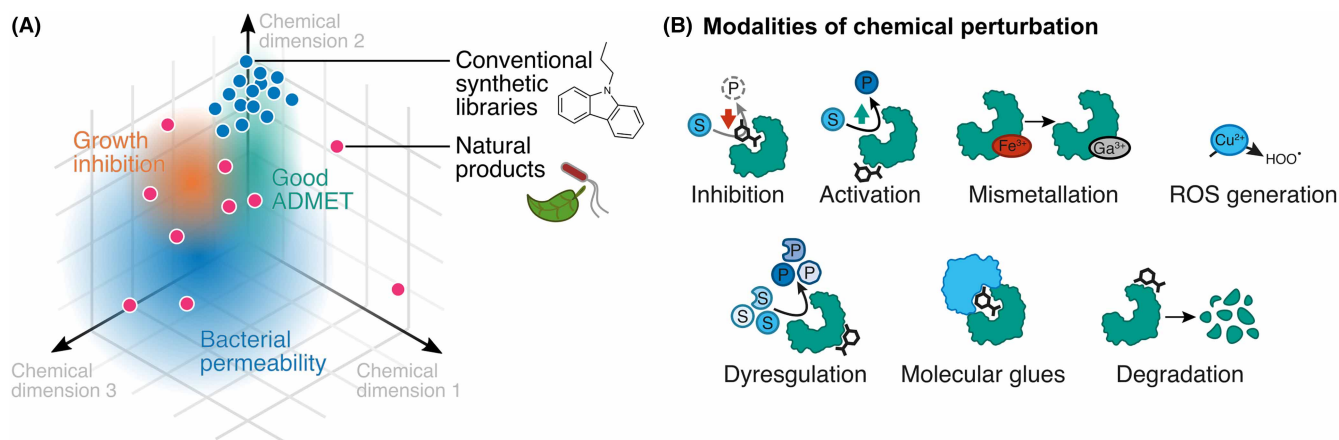 (A)
Chemical
dimension 2
Conventional
synthetic
libraries
N
Natural
products
Growth
inhibition
Good
ADMET
Bacterial
permeability
Chemical
dimension 3
Chemical
dimension 1
(B) Modalities of chemical perturbation
P
S
Inhibition
P
S
Activation
Fe³⁺
Ga³⁺
Mismetallation
Cu²⁺
HOO•
ROS generation
P
P
P
S
S
S
Dyresgulation
Molecular glues
Degradation